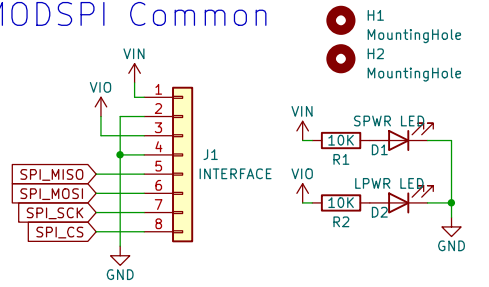 MODSPI Common
H1
MountingHole
H2
MountingHole
VIN
VIO
1
2
3
4
5
6
7
8
J1
INTERFACE
SPI_MISO
SPI_MOSI
SPI_SCK
SPI_CS
GND
VIN
10K
R1
SPWR LED
D1
VIO
10K
R2
LPWR LED
D2
GND